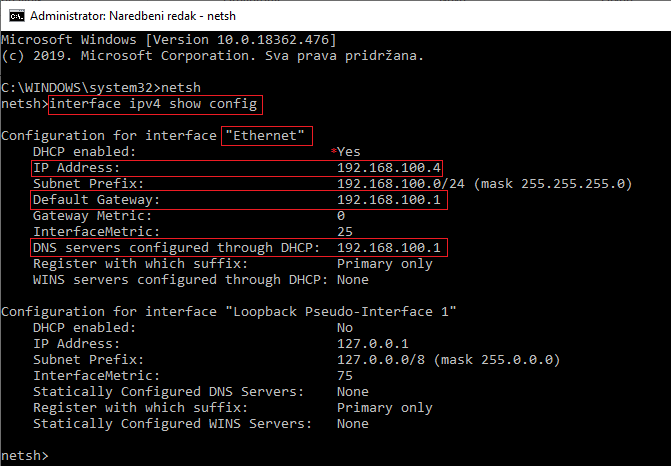 Administrator: Naredbeni redak - netsh
Microsoft Windows [Version 10.0.18362.476]
(c) 2019. Microsoft Corporation. Sva prava pridržana.
C:\WINDOWS\system32>netsh
netsh>interface ipv4 show config
Configuration for interface "Ethernet"
DHCP enabled: *Yes
IP Address: 192.168.100.4
Subnet Prefix: 192.168.100.0/24 (mask 255.255.255.0)
Default Gateway: 192.168.100.1
Gateway Metric: 0
InterfaceMetric: 25
DNS servers configured through DHCP: 192.168.100.1
Register with which suffix: Primary only
WINS servers configured through DHCP: None
Configuration for interface "Loopback Pseudo-Interface 1"
DHCP enabled: No
IP Address: 127.0.0.1
Subnet Prefix: 127.0.0.0/8 (mask 255.0.0.0)
InterfaceMetric: 75
Statically Configured DNS Servers: None
Register with which suffix: Primary only
Statically Configured WINS Servers: None
netsh>